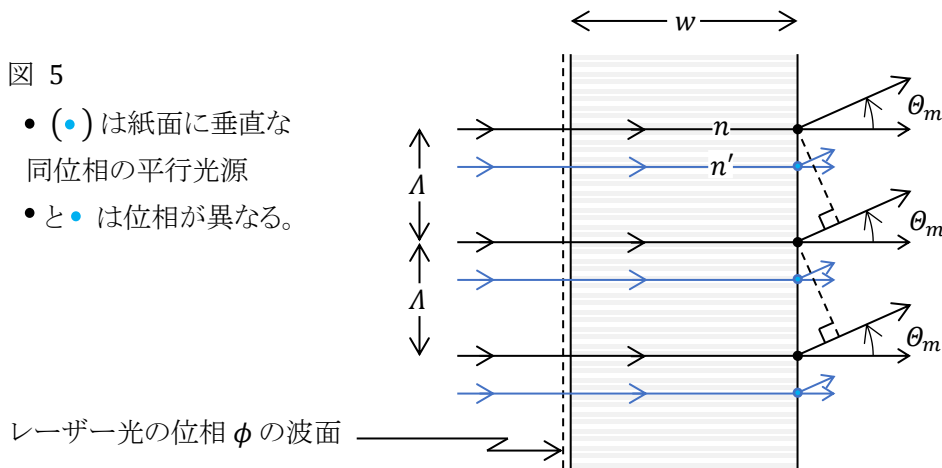 図 5
• (•) は紙面に垂直な
同位相の平行光源
• と • は位相が異なる。
w
n
n′
Λ
Λ
Θm
Θm
Θm
レーザー光の位相 ϕ の波面